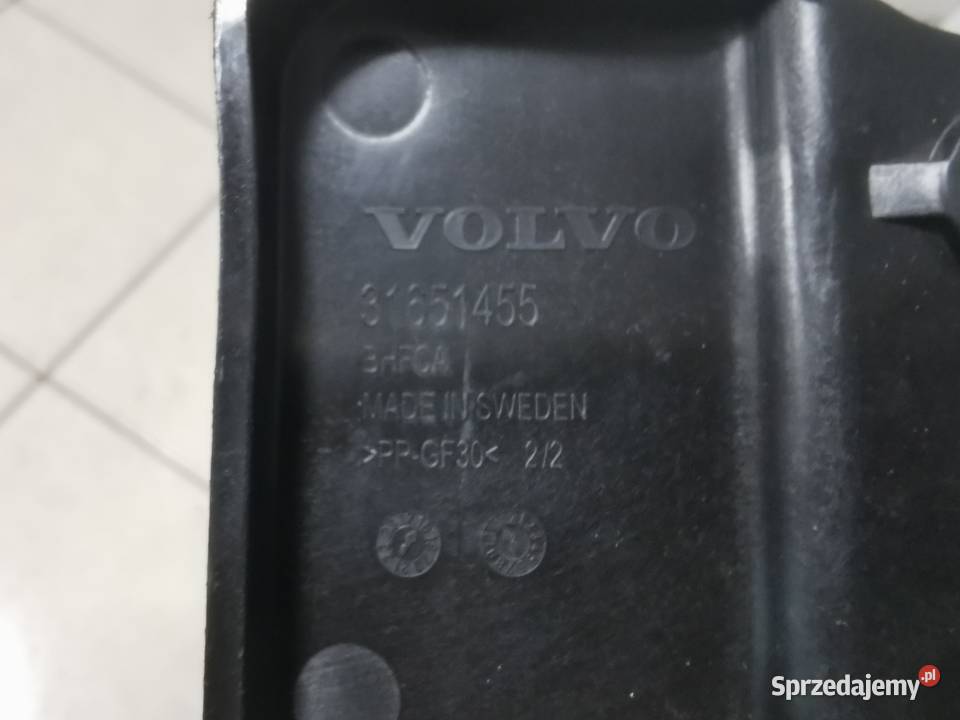 VOLVO
31651455
MADE IN SWEDEN
>PP-GF30< 2/2
Sprzedajemy.pl